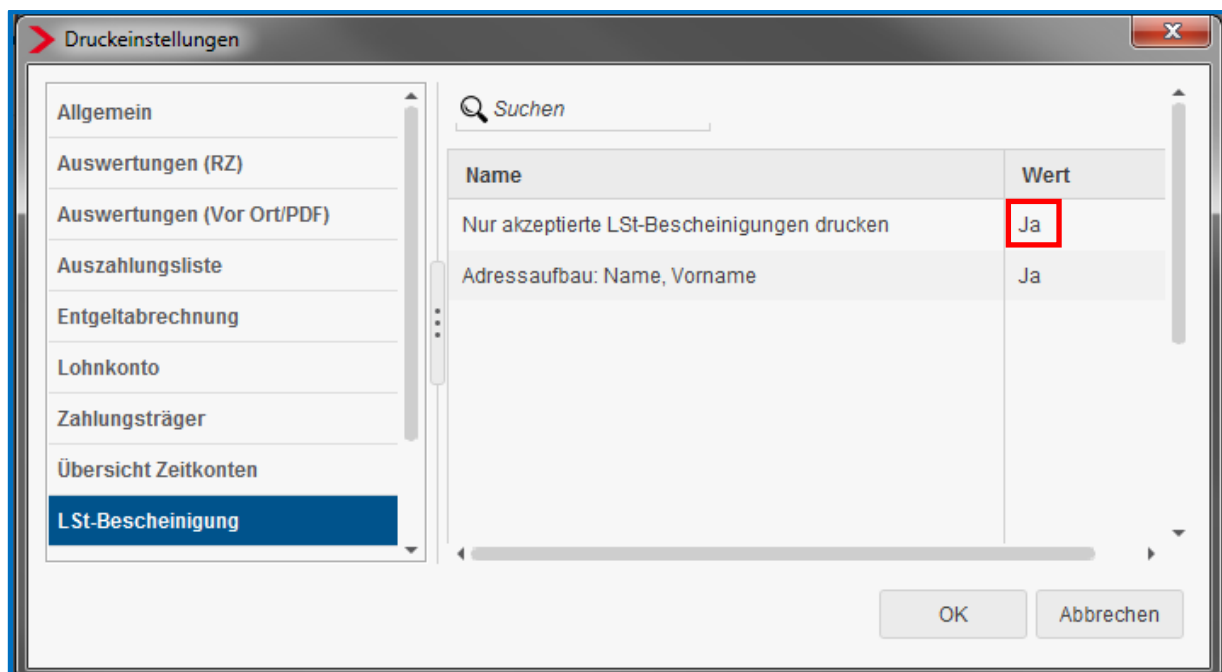 Druckeinstellungen
x
Allgemein
Auswertungen (RZ)
Auswertungen (Vor Ort/PDF)
Auszahlungsliste
Entgeltabrechnung
Lohnkonto
Zahlungsträger
Übersicht Zeitkonten
LSt-Bescheinigung
Suchen
Name Wert
Nur akzeptierte LSt-Bescheinigungen drucken Ja
Adressaufbau: Name, Vorname Ja
OK Abbrechen